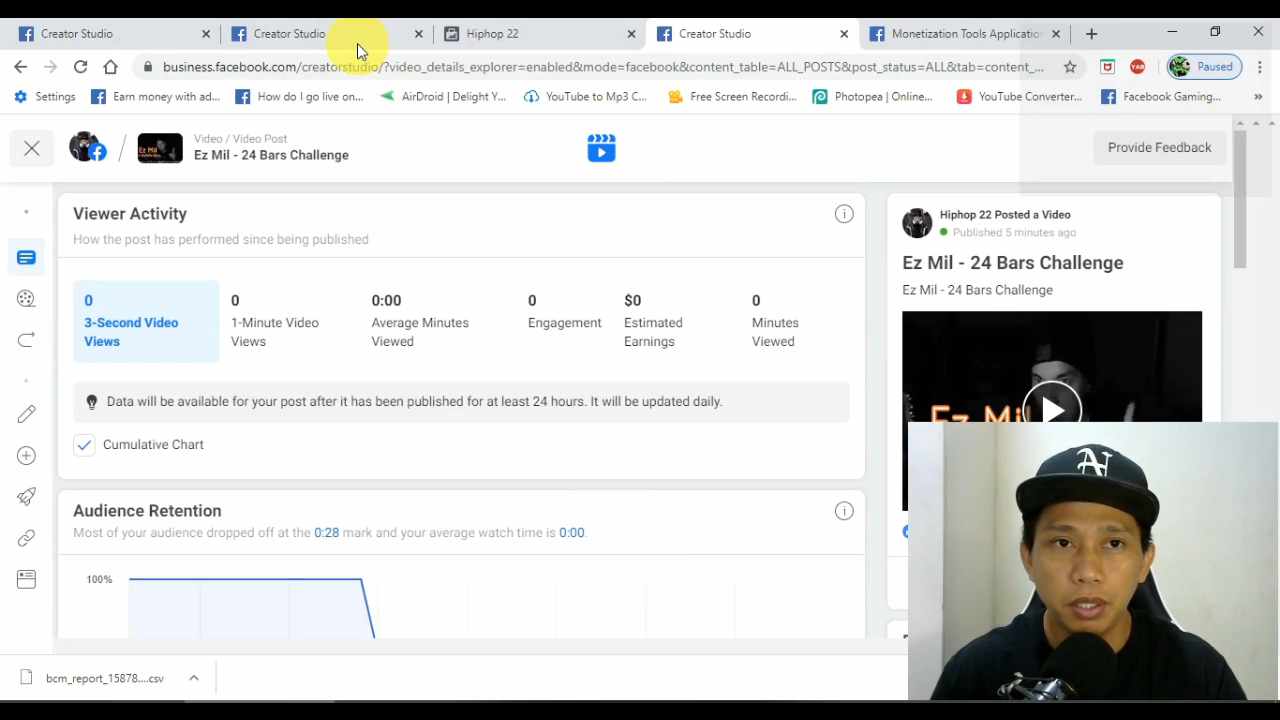 Creator Studio
Creator Studio
Hiphop 22
Creator Studio
Monetization Tools Applicatio
business.facebook.com/creatorstudio/?video_details_explorer=enabled&mode=facebook&content_table=ALL_POSTS&post_status=ALL&tab=content_...
Paused
Settings
Earn money with ad...
How do I go live on...
AirDroid | Delight Y...
YouTube to Mp3 C...
Free Screen Recordi...
Photopea | Online...
YouTube Converter...
Facebook Gaming...
Video / Video Post
Ez Mil - 24 Bars Challenge
Provide Feedback
Viewer Activity
How the post has performed since being published
0
3-Second Video
Views
0
1-Minute Video
Views
0:00
Average Minutes
Viewed
0
Engagement
$0
Estimated
Earnings
0
Minutes
Viewed
Data will be available for your post after it has been published for at least 24 hours. It will be updated daily.
Cumulative Chart
Audience Retention
Most of your audience dropped off at the 0:28 mark and your average watch time is 0:00.
100%
Hiphop 22 Posted a Video
Published 5 minutes ago
Ez Mil - 24 Bars Challenge
Ez Mil - 24 Bars Challenge
Ez Mil
bcm_report_15878....csv